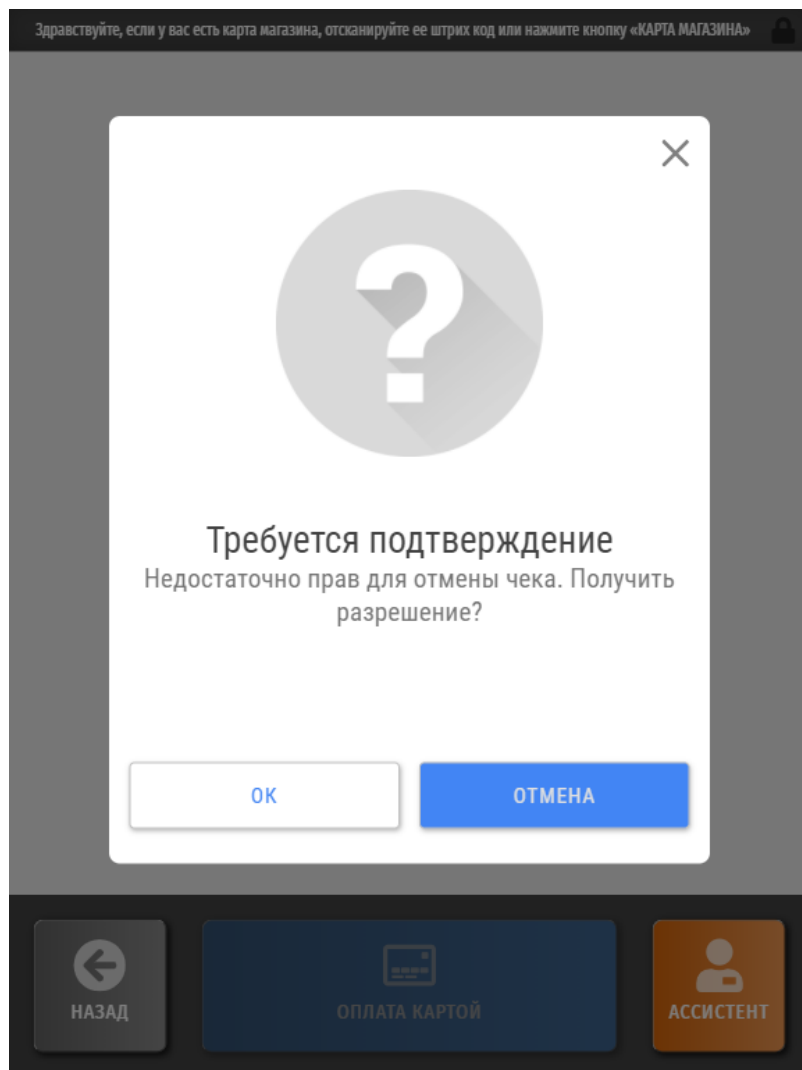 Здравствуйте, если у вас есть карта магазина, отсканируйте ее штрих код или нажмите кнопку «КАРТА МАГАЗИНА»
Требуется подтверждение
Недостаточно прав для отмены чека. Получить
разрешение?
ОК
ОТМЕНА
НАЗАД
ОПЛАТА КАРТОЙ
АССИСТЕНТ